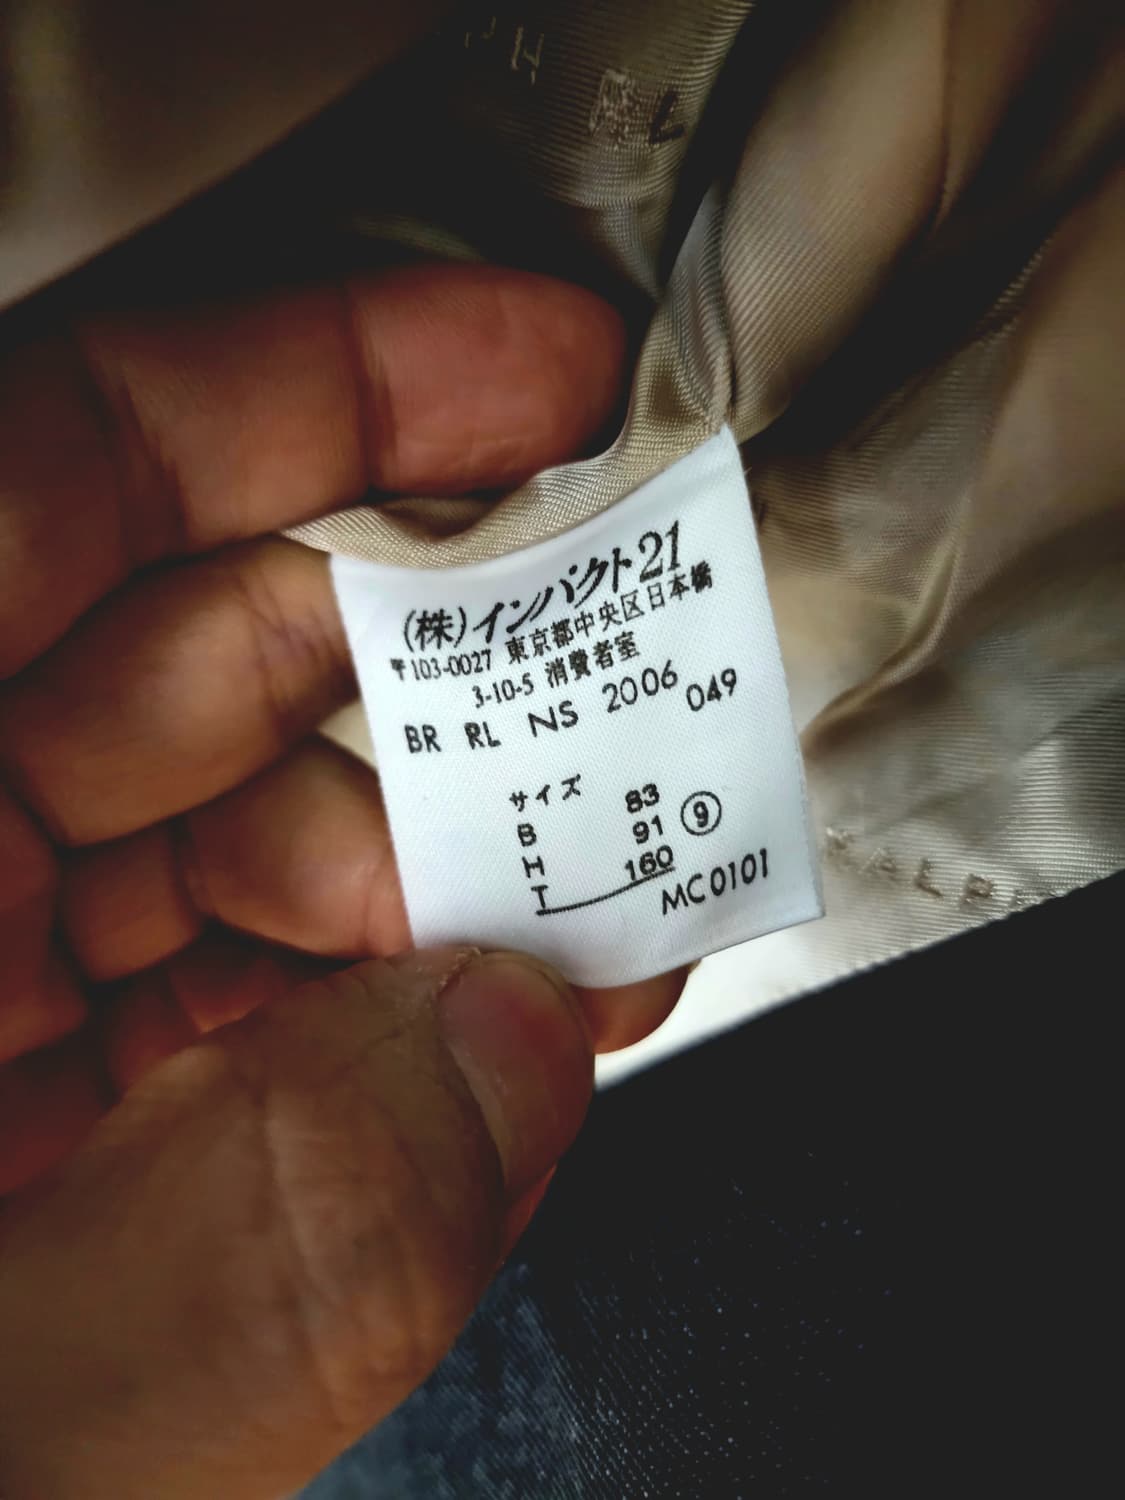 (株)インパクト21
〒103-0027 東京都中央区日本橋
3-10-5 消費者室
BR RL NS 2006 049
サイズ
B 83
H 91 ⑨
T 160
MC0101